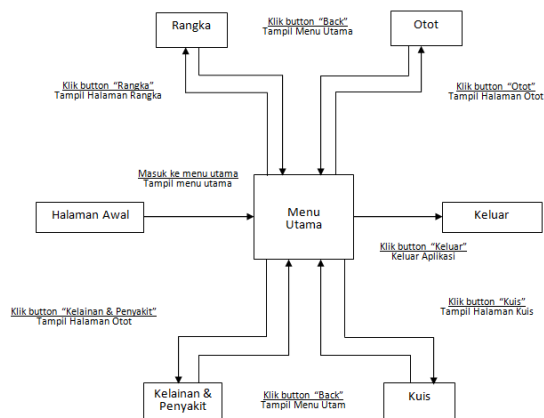 Rangka
Klik button "Back"
Tampil Menu Utama
Otot
Klik button "Rangka"
Tampil Halaman Rangka
Klik button "Otot"
Tampil Halaman Otot
Masuk ke menu utama
Tampil menu utama
Halaman Awal
Menu
Utama
Keluar
Klik button "Keluar"
Keluar Aplikasi
Klik button "Kelainan & Penyakit"
Tampil Halaman Otot
Klik button "Kuis"
Tampil Halaman Kuis
Kelainan &
Penyakit
Klik button "Back"
Tampil Menu Utam
Kuis